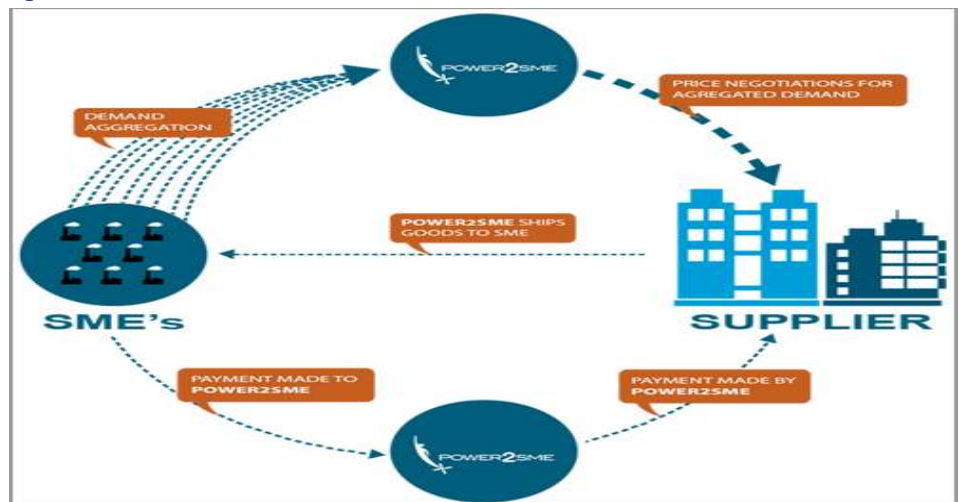 POWER2SME
PRICE NEGOTIATIONS FOR
AGREGATED DEMAND
DEMAND
AGGREGATION
POWER2SME SHIPS
GOODS TO SME
SME's
SUPPLIER
PAYMENT MADE TO
POWER2SME
PAYMENT MADE BY
POWER2SME
POWER2SME